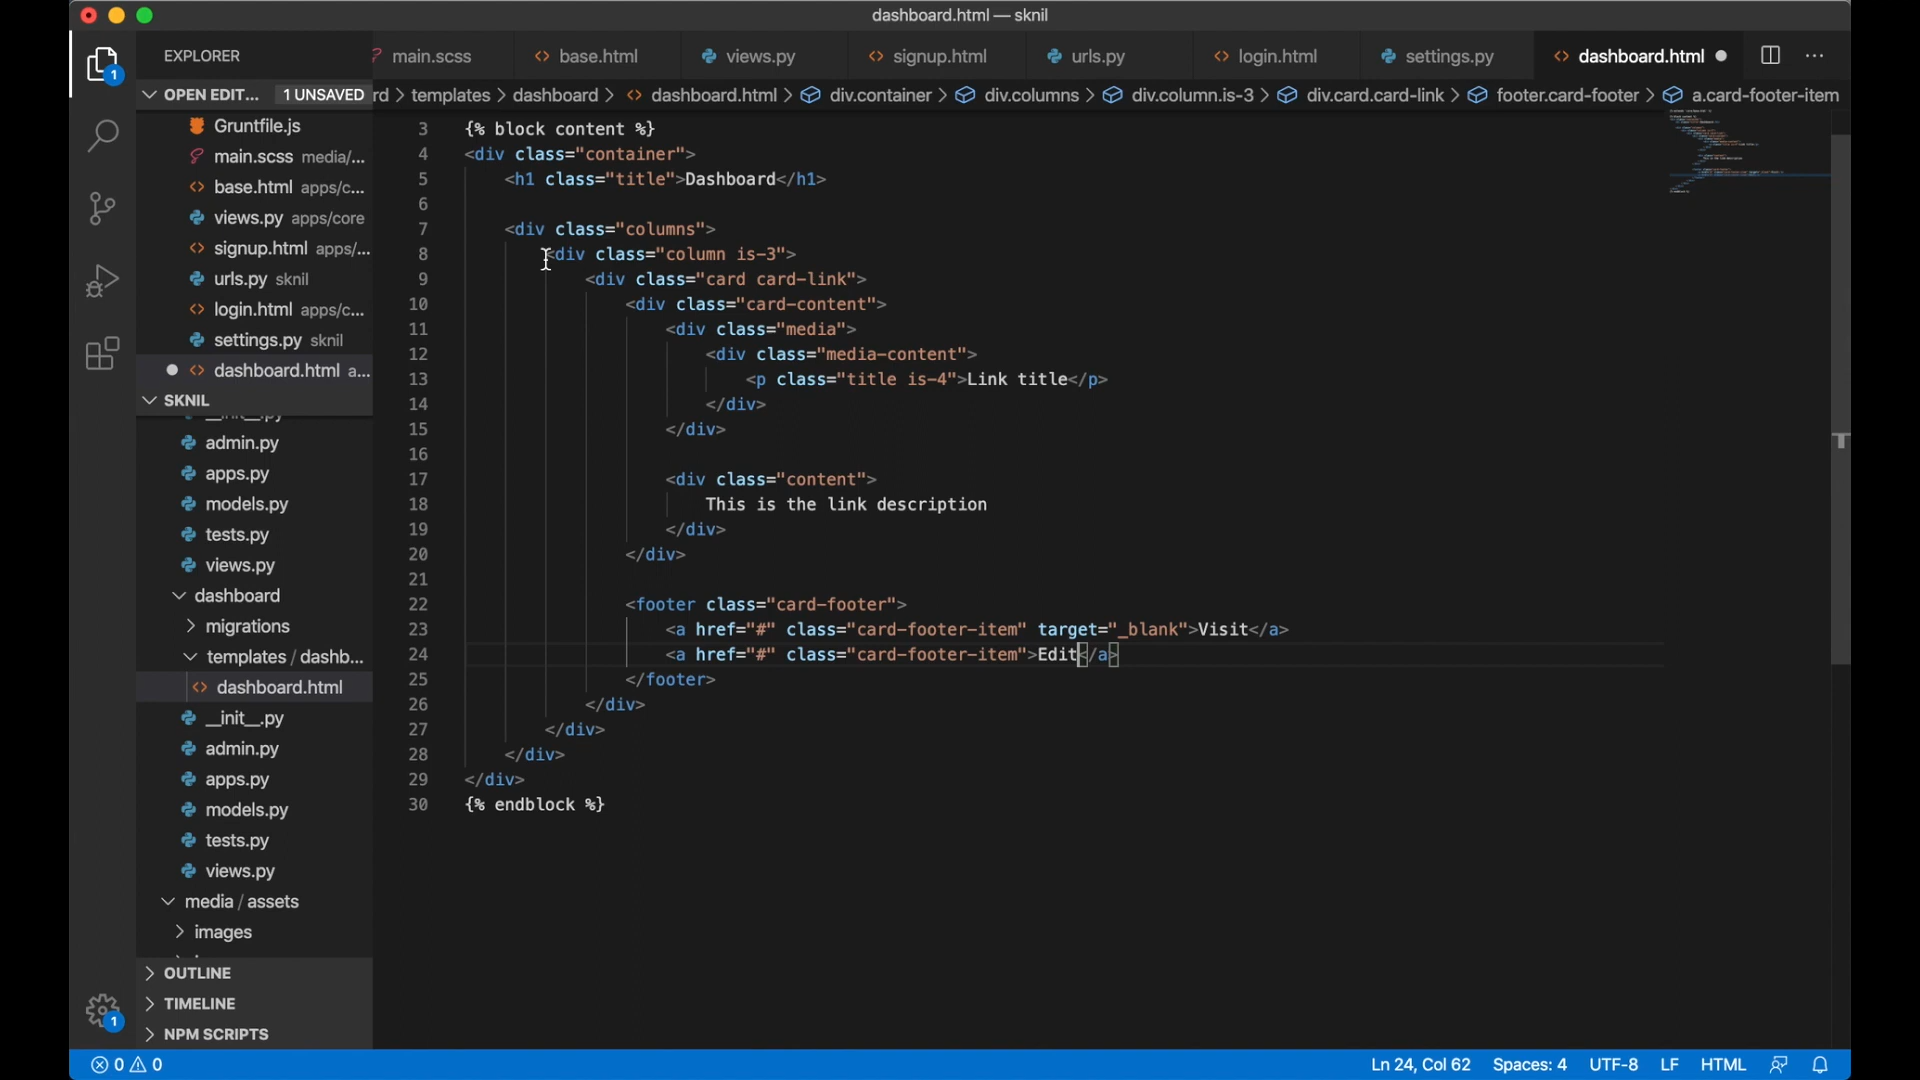 dashboard.html — sknil
EXPLORER
main.scss
base.html
views.py
signup.html
urls.py
login.html
settings.py
dashboard.html
OPEN EDIT... 1 UNSAVED
rd > templates > dashboard > dashboard.html > div.container > div.columns > div.column.is-3 > div.card.card-link > footer.card-footer > a.card-footer-item
Gruntfile.js
main.scss media/...
base.html apps/c...
views.py apps/core
signup.html apps/...
urls.py sknil
login.html apps/c...
settings.py sknil
dashboard.html a...
SKNIL
__init__.py
admin.py
apps.py
models.py
tests.py
views.py
dashboard
migrations
templates / dashb...
dashboard.html
__init__.py
admin.py
apps.py
models.py
tests.py
views.py
media / assets
images
OUTLINE
TIMELINE
NPM SCRIPTS
3 {% block content %}
4 <div class="container">
5 <h1 class="title">Dashboard</h1>
6
7 <div class="columns">
8 <div class="column is-3">
9 <div class="card card-link">
10 <div class="card-content">
11 <div class="media">
12 <div class="media-content">
13 <p class="title is-4">Link title</p>
14 </div>
15 </div>
16
17 <div class="content">
18 This is the link description
19 </div>
20 </div>
21
22 <footer class="card-footer">
23 <a href="#" class="card-footer-item" target="_blank">Visit</a>
24 <a href="#" class="card-footer-item">Edit</a>
25 </footer>
26 </div>
27 </div>
28 </div>
29 </div>
30 {% endblock %}
1
1
0 0
Ln 24, Col 62 Spaces: 4 UTF-8 LF HTML